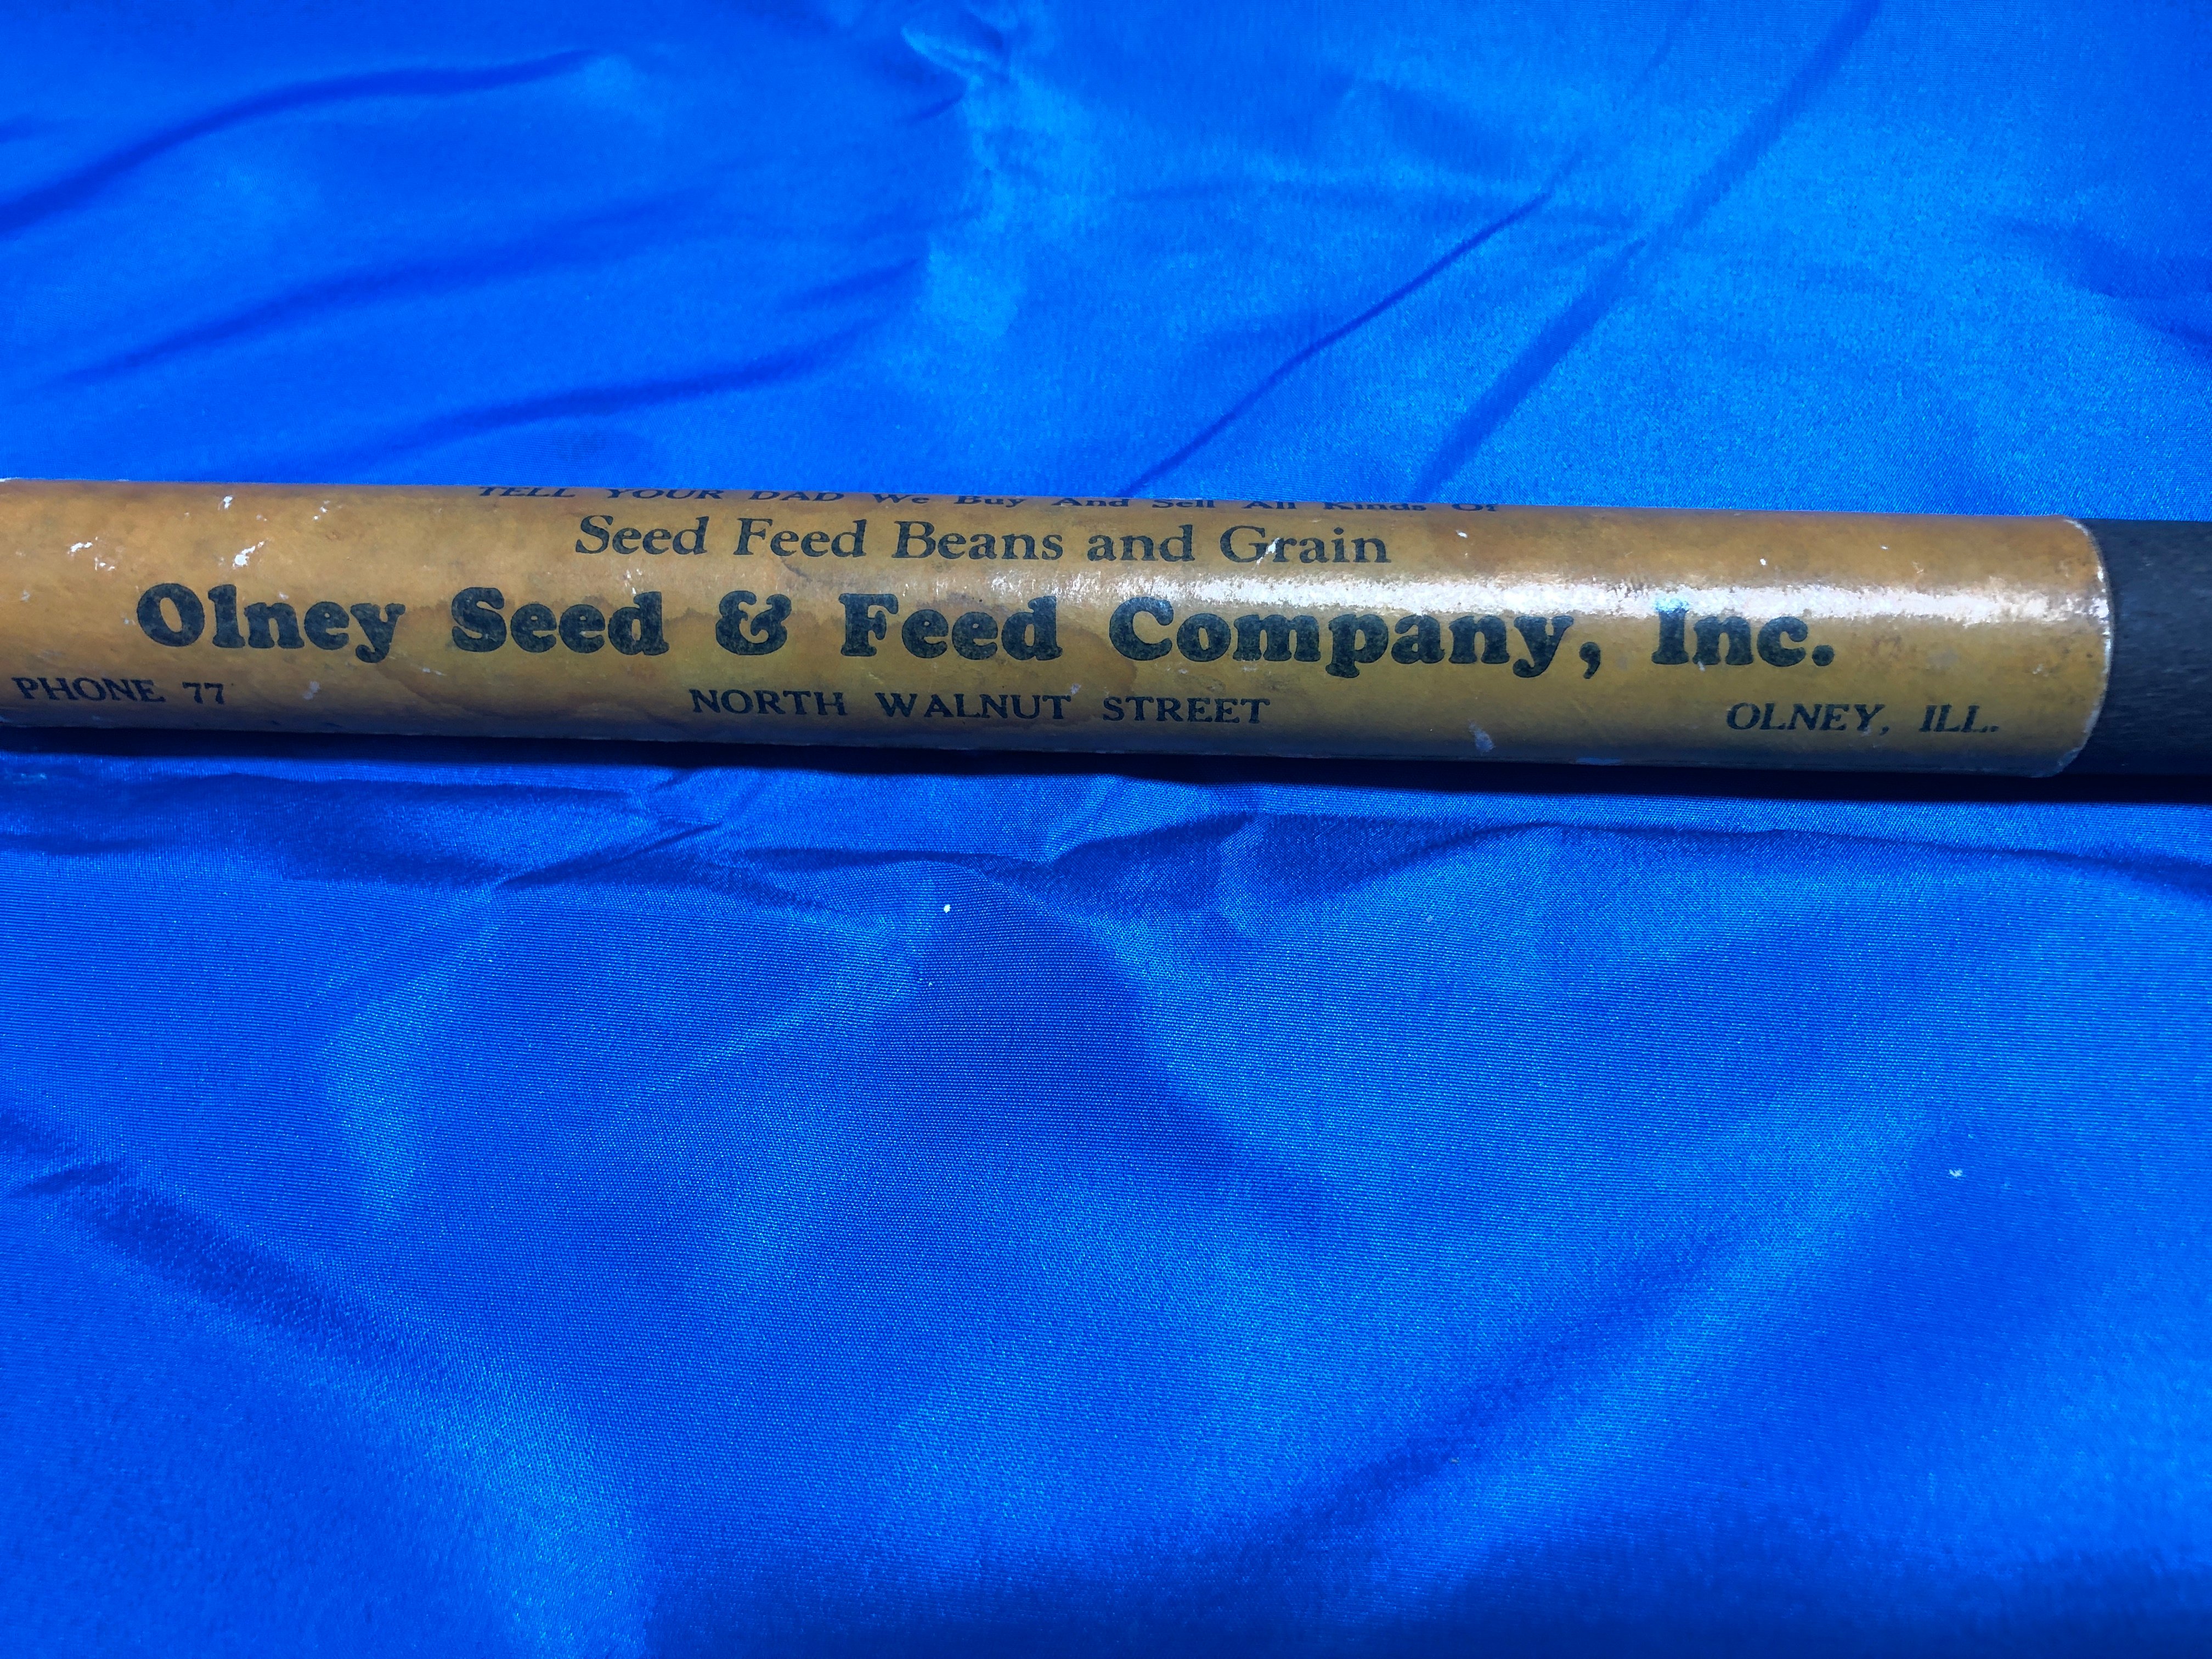 TELL YOUR DAD We Buy And Sell All Kinds Of
Seed Feed Beans and Grain
Olney Seed & Feed Company, Inc.
PHONE 77 NORTH WALNUT STREET OLNEY, ILL.